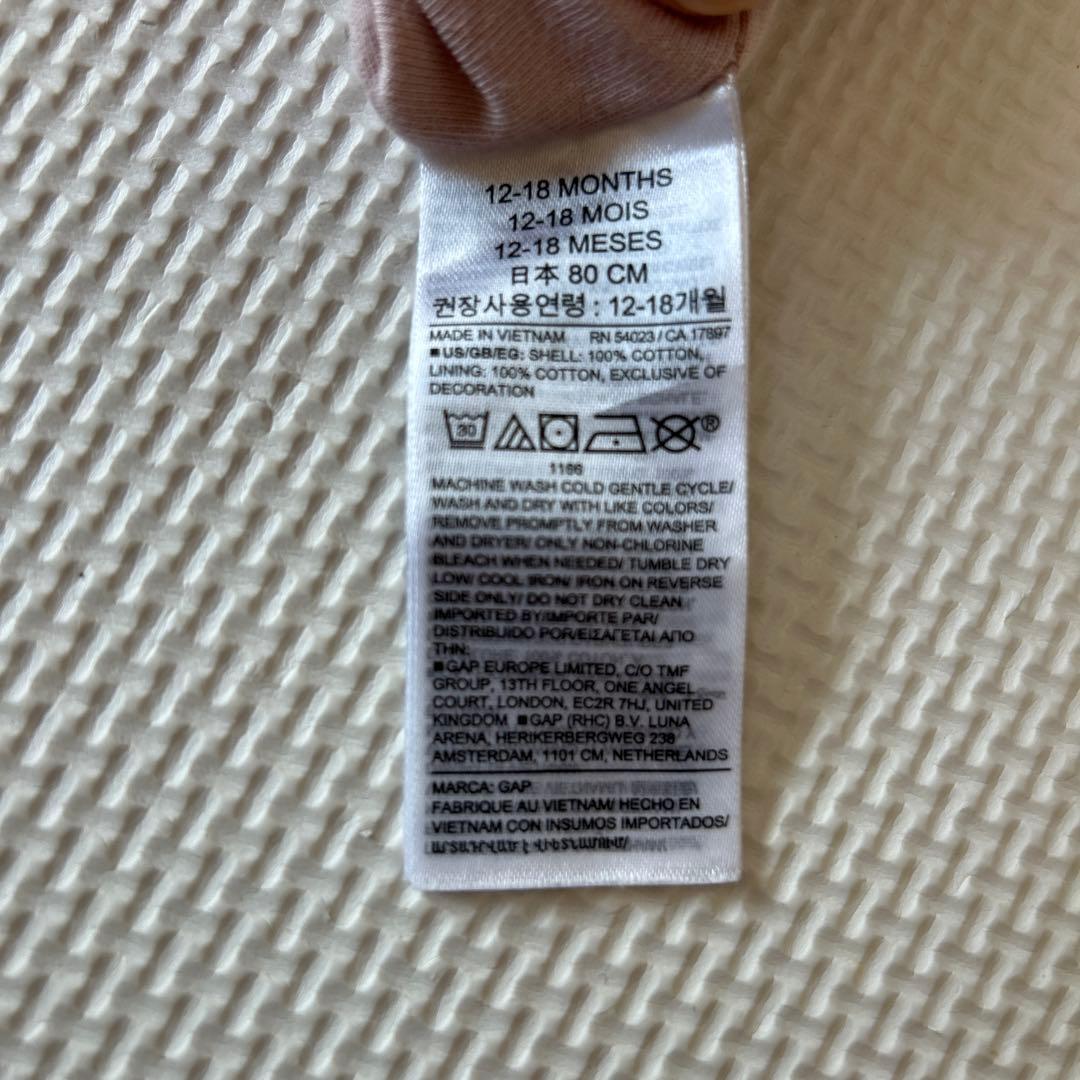 12-18 MONTHS
12-18 MOIS
12-18 MESES
日本 80 CM
권장사용연령 : 12-18개월
MADE IN VIETNAM RN 54023 / CA 17897
■US/GB/EG: SHELL: 100% COTTON,
LINING: 100% COTTON, EXCLUSIVE OF
DECORATION
30 ®
1166
MACHINE WASH COLD GENTLE CYCLE/
WASH AND DRY WITH LIKE COLORS/
REMOVE PROMPTLY FROM WASHER
AND DRYER/ ONLY NON-CHLORINE
BLEACH WHEN NEEDED/ TUMBLE DRY
LOW/ COOL IRON/ IRON ON REVERSE
SIDE ONLY/ DO NOT DRY CLEAN
IMPORTED BY/IMPORTE PAR/
DISTRIBUIDO POR/ΕΙΣΑΓΕΤΑΙ ΑΠΟ
ΤΗΝ:
■GAP EUROPE LIMITED, C/O TMF
GROUP, 13TH FLOOR, ONE ANGEL
COURT, LONDON, EC2R 7HJ, UNITED
KINGDOM ■GAP (RHC) B.V. LUNA
ARENA, HERIKERBERGWEG 238
AMSTERDAM, 1101 CM, NETHERLANDS
MARCA: GAP
FABRIQUE AU VIETNAM/ HECHO EN
VIETNAM CON INSUMOS IMPORTADOS/
ԱՐՏԱԴՐՎԱԾ Է ՎԻԵՏՆԱՄՈՒՄ/